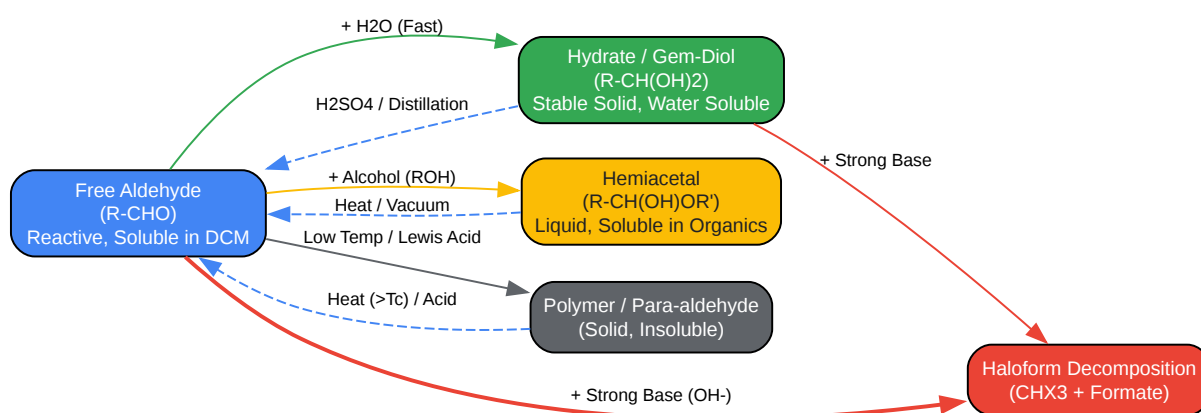 + H2O (Fast)
Hydrate / Gem-Diol
(R-CH(OH)2)
Stable Solid, Water Soluble
H2SO4 / Distillation
+ Strong Base
Free Aldehyde
(R-CHO)
Reactive, Soluble in DCM
+ Alcohol (ROH)
Heat / Vacuum
Hemiacetal
(R-CH(OH)OR')
Liquid, Soluble in Organics
Low Temp / Lewis Acid
Heat (>Tc) / Acid
Polymer / Para-aldehyde
(Solid, Insoluble)
+ Strong Base (OH-)
Haloform Decomposition
(CHX3 + Formate)